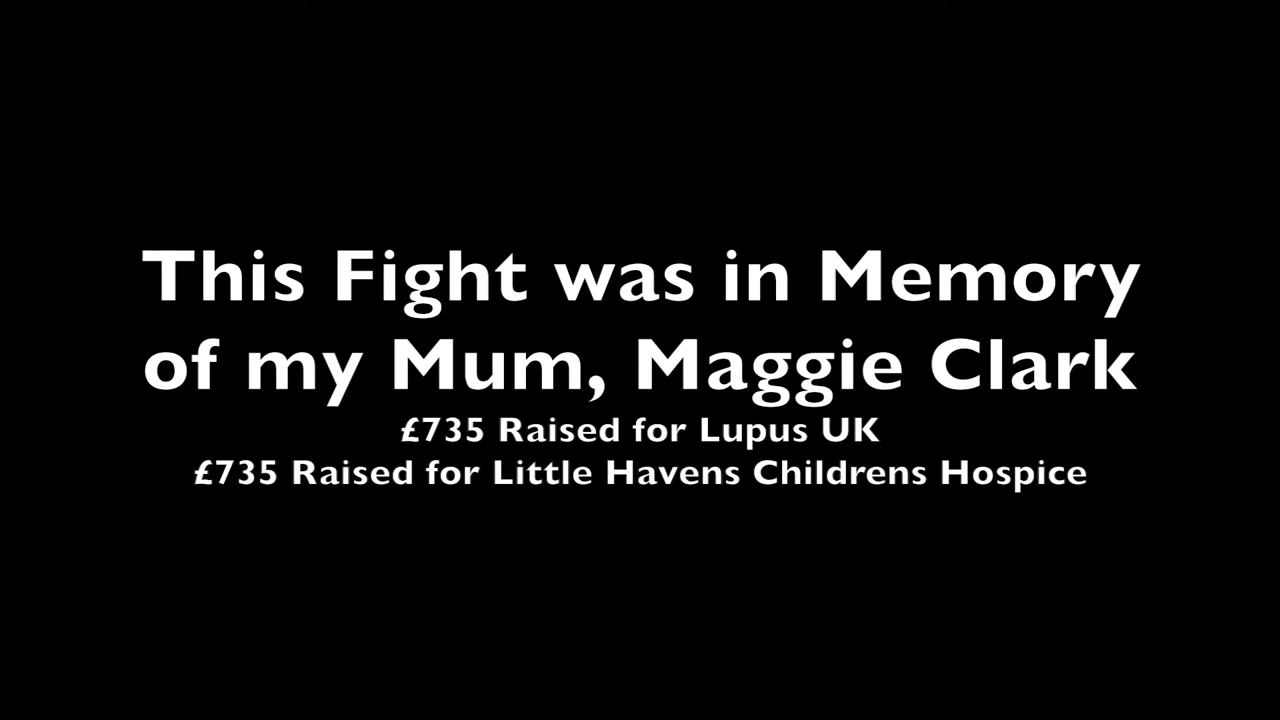 This Fight was in Memory
of my Mum, Maggie Clark
£735 Raised for Lupus UK
£735 Raised for Little Havens Childrens Hospice